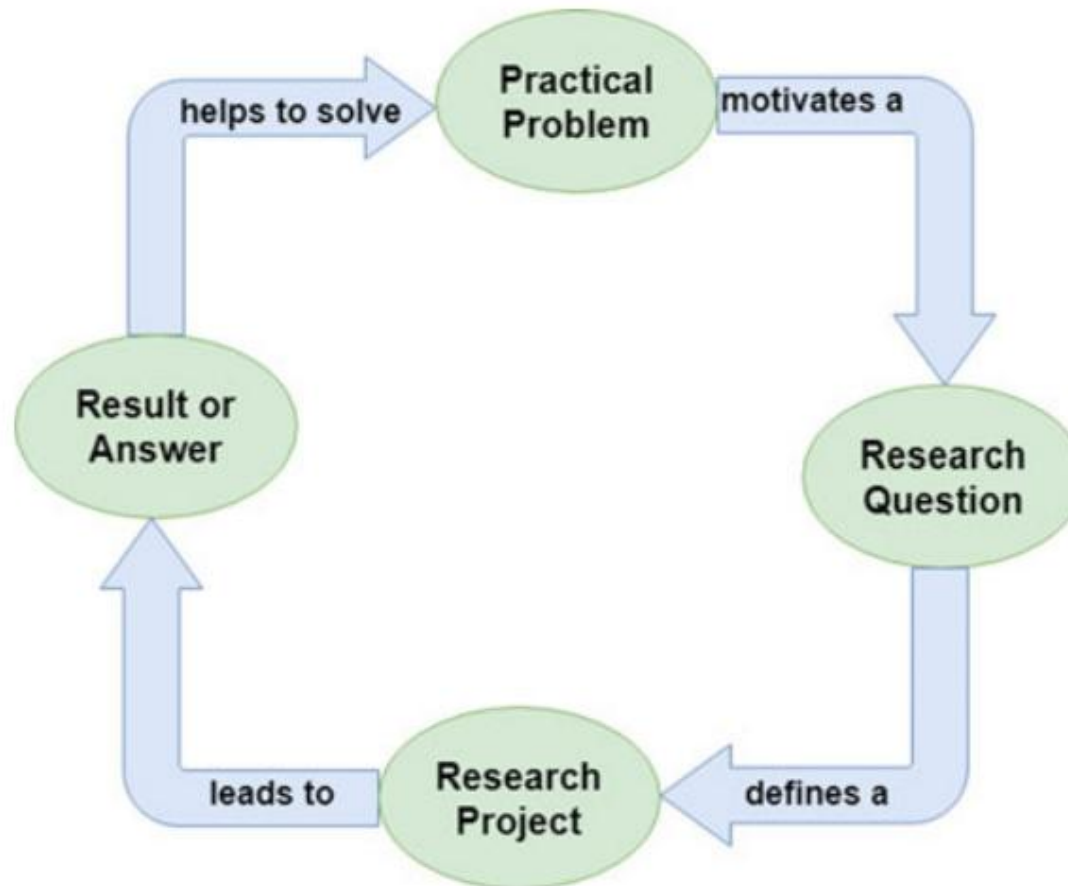 Practical
Problem
motivates a
Research
Question
defines a
Research
Project
leads to
Result or
Answer
helps to solve